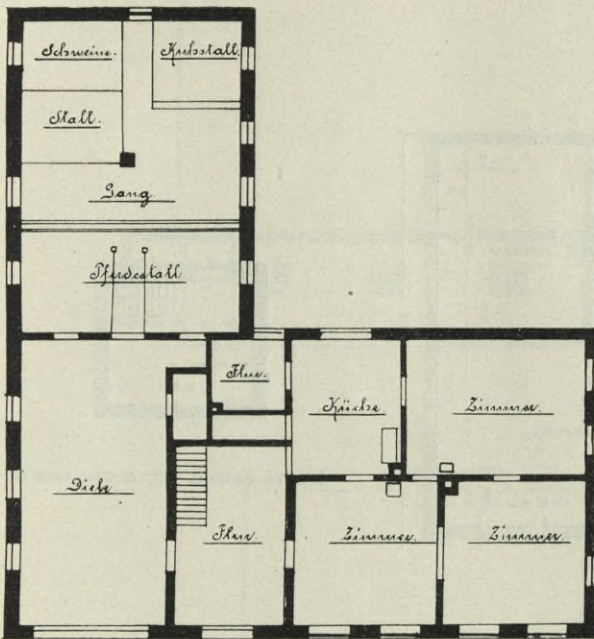 Schweine-
Kuhstall.
Stall.
Gang.
Pferdestall
Flur.
Küche.
Zimmer.
Diele
Flur.
Zimmer.
Zimmer.